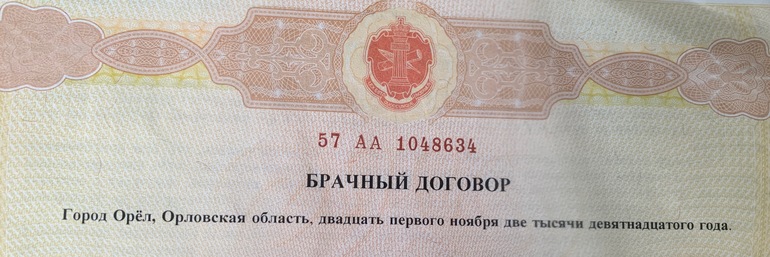 57 АА 1048634
БРАЧНЫЙ ДОГОВОР
Город Орёл, Орловская область, двадцать первого ноября две тысячи девятнадцатого года.